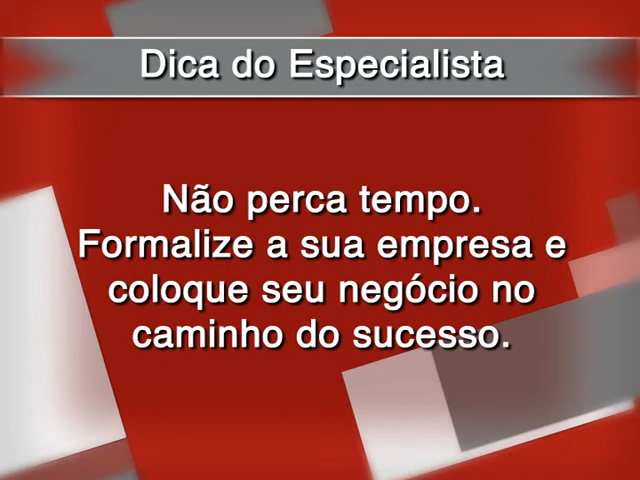 Dica do Especialista
Não perca tempo.
Formalize a sua empresa e
coloque seu negócio no
caminho do sucesso.